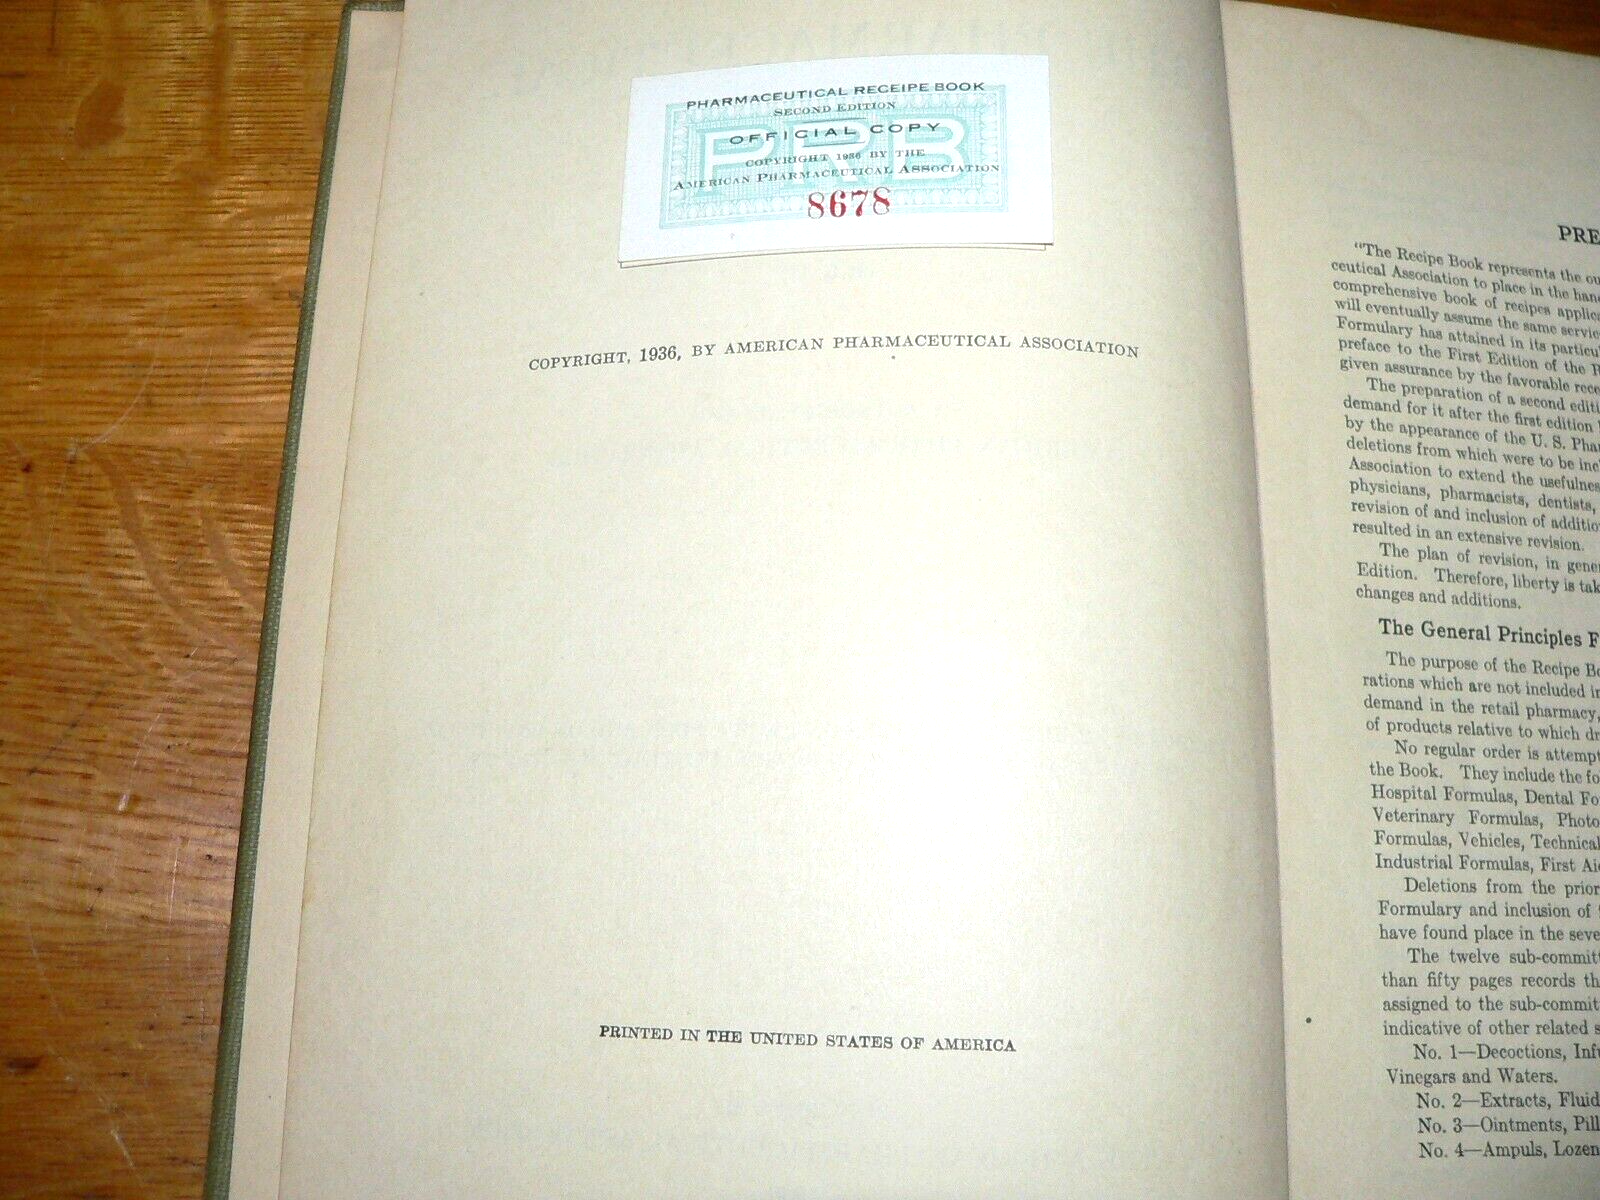 PHARMACEUTICAL RECEIPE BOOK
SECOND EDITION
OFFICIAL COPY
PRB
COPYRIGHT 1936 BY THE
AMERICAN PHARMACEUTICAL ASSOCIATION
8678
COPYRIGHT, 1936, BY AMERICAN PHARMACEUTICAL ASSOCIATION
PRINTED IN THE UNITED STATES OF AMERICA
PRE
"The Recipe Book represents the ou
ceutical Association to place in the han
comprehensive book of recipes applica
will eventually assume the same servic
Formulary has attained in its particul
preface to the First Edition of the R
given assurance by the favorable rece
The preparation of a second editi
demand for it after the first edition
by the appearance of the U. S. Phar
deletions from which were to be inc
Association to extend the usefulnes
physicians, pharmacists, dentists,
revision of and inclusion of additio
resulted in an extensive revision.
The plan of revision, in gene
Edition. Therefore, liberty is tak
changes and additions.
The General Principles F
The purpose of the Recipe Bo
rations which are not included in
demand in the retail pharmacy,
of products relative to which dr
No regular order is attempt
the Book. They include the fo
Hospital Formulas, Dental Fo
Veterinary Formulas, Photo
Formulas, Vehicles, Technical
Industrial Formulas, First Aid
Deletions from the prior
Formulary and inclusion of
have found place in the seve
The twelve sub-committ
than fifty pages records th
assigned to the sub-committ
indicative of other related s
No. 1—Decoctions, Inf
Vinegars and Waters.
No. 2—Extracts, Fluid
No. 3—Ointments, Pill
No. 4—Ampuls, Lozen